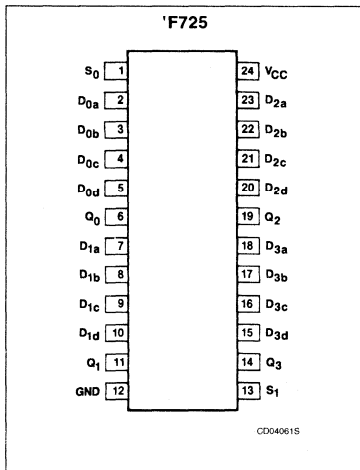 'F725
S0 1 24 VCC
D0a 2 23 D2a
D0b 3 22 D2b
D0c 4 21 D2c
D0d 5 20 D2d
Q0 6 19 Q2
D1a 7 18 D3a
D1b 8 17 D3b
D1c 9 16 D3c
D1d 10 15 D3d
Q1 11 14 Q3
GND 12 13 S1
CD04061S